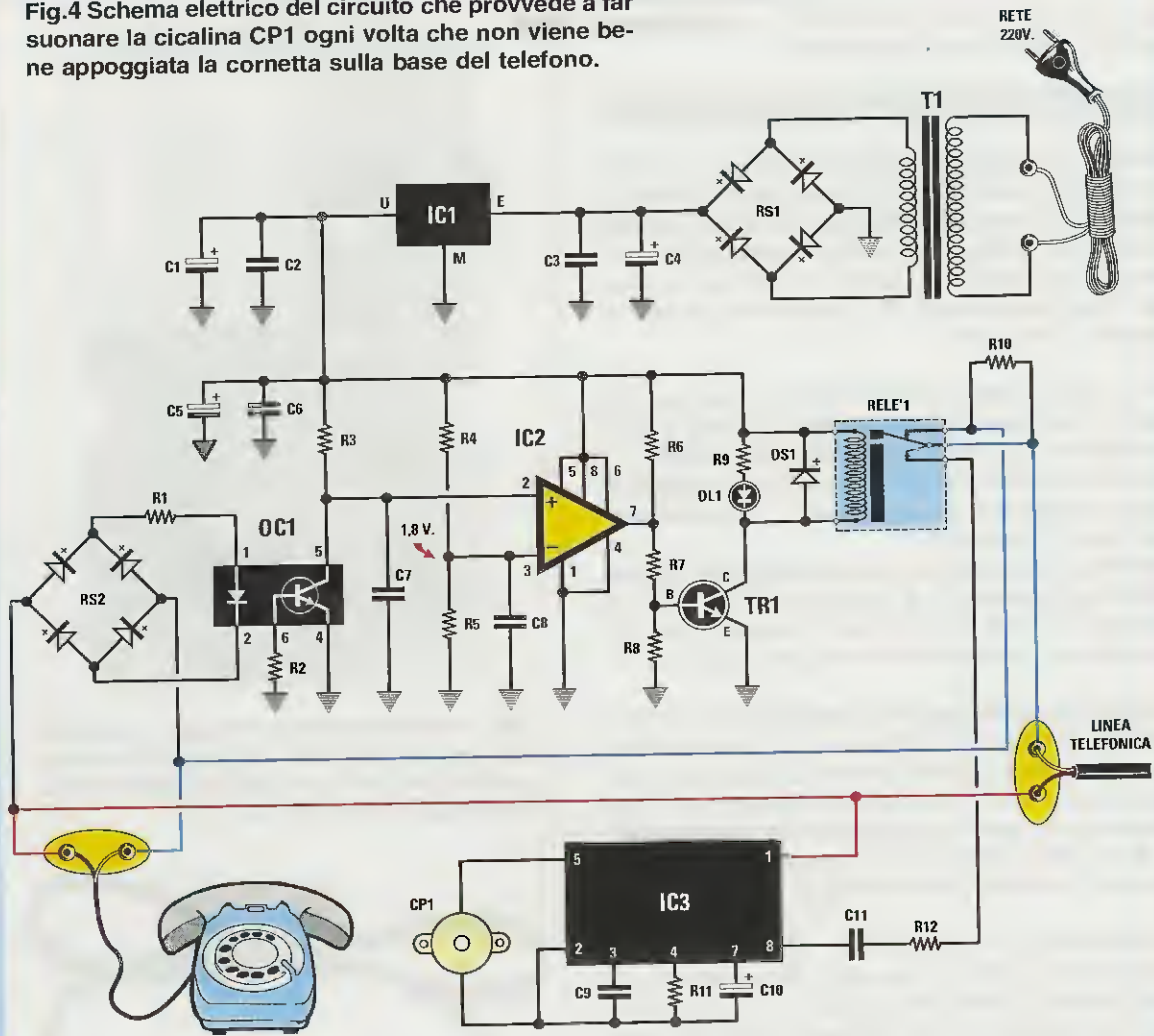 Fig.4 Schema elettrico del circuito che provvede a far
suonare la cicalina CP1 ogni volta che non viene be-
ne appoggiata la cornetta sulla base del telefono.
RETE
220V.
T1
U
IC1
E
M
RS1
C1
+
C2
C3
+
C4
R10
C5
+
C6
R3
R4
IC2
R6
R9
DS1
+
RELE'1
5
8
6
R1
OC1
2
+
7
DL1
1
5
1,8 V.
4
C7
−
3
1
R7
C
RS2
B
TR1
R5
C8
2
6
4
R8
E
R2
LINEA
TELEFONICA
5
1
CP1
IC3
C11
R12
2
3
4
7
8
+
C9
R11
C10